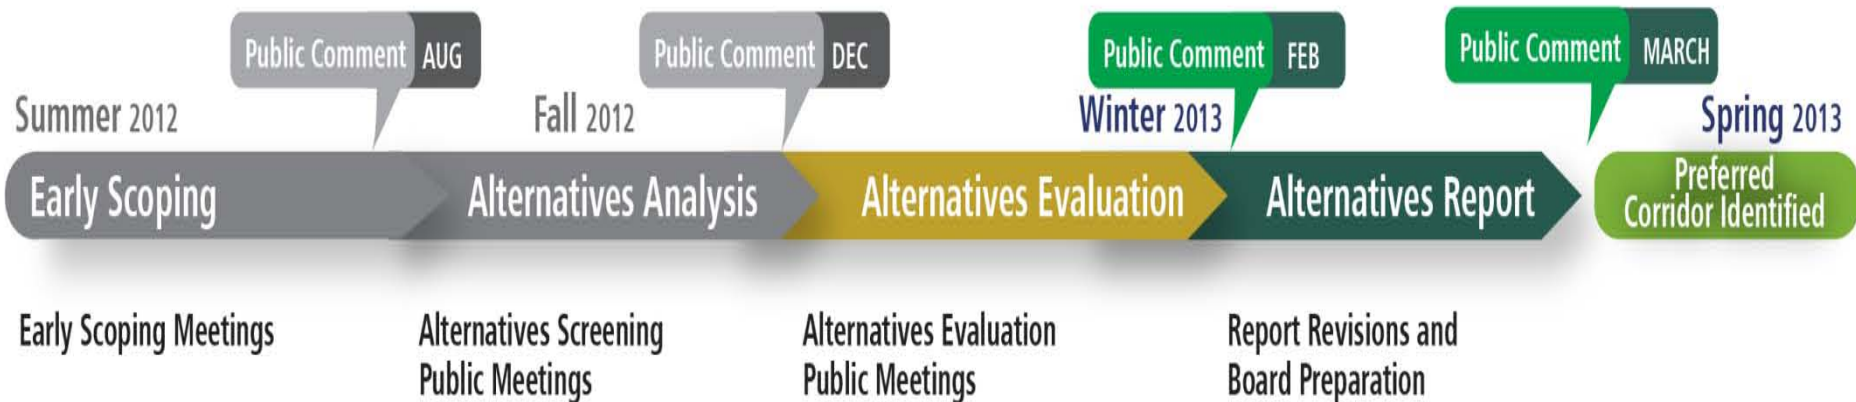 Public Comment AUG
Public Comment DEC
Public Comment FEB
Public Comment MARCH
Summer 2012
Fall 2012
Winter 2013
Spring 2013
Early Scoping
Alternatives Analysis
Alternatives Evaluation
Alternatives Report
Preferred
Corridor Identified
Early Scoping Meetings
Alternatives Screening
Public Meetings
Alternatives Evaluation
Public Meetings
Report Revisions and
Board Preparation